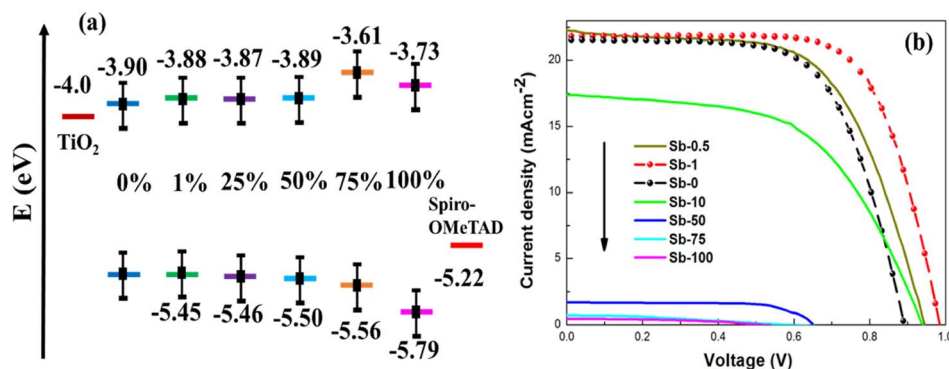 (a)
E (eV)
-4.0
TiO2
-3.90
-3.88
-3.87
-3.89
-3.61
-3.73
0%
1%
25%
50%
75%
100%
Spiro-
OMeTAD
-5.22
-5.45
-5.46
-5.50
-5.56
-5.79
(b)
Current density (mAcm-2)
20
15
10
5
0
Sb-0.5
Sb-1
Sb-0
Sb-10
Sb-50
Sb-75
Sb-100
0.0
0.2
0.4
0.6
0.8
1.0
Voltage (V)